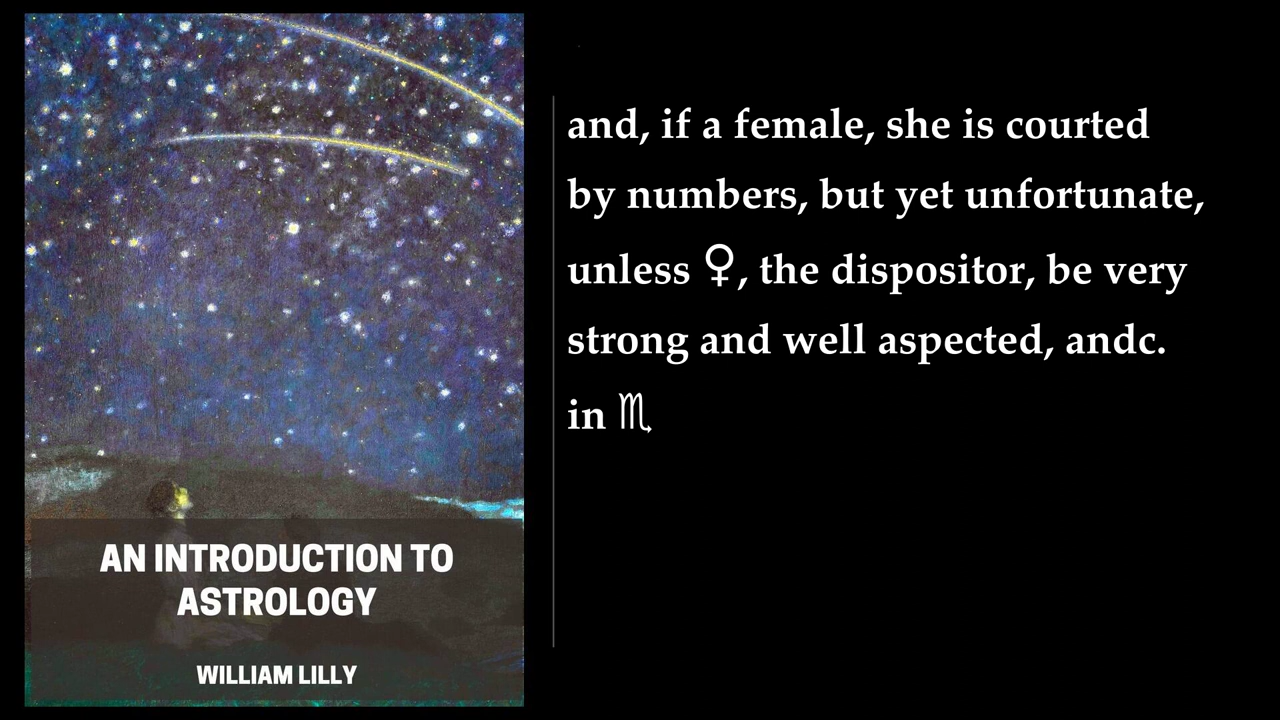 AN INTRODUCTION TO
ASTROLOGY
WILLIAM LILLY
and, if a female, she is courted
by numbers, but yet unfortunate,
unless ♀, the dispositor, be very
strong and well aspected, andc.
in ♏